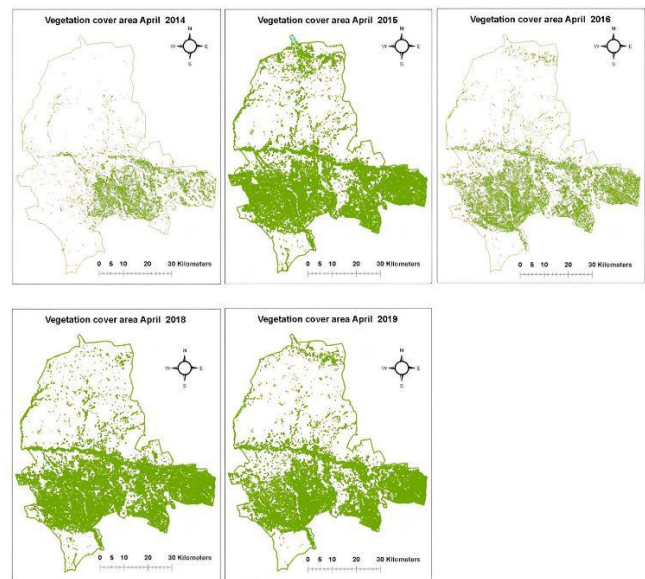 Vegetation cover area April 2014
N
W E
S
0 5 10 20 30 Kilometers
Vegetation cover area April 2015
N
W E
S
0 5 10 20 30 Kilometers
Vegetation cover area April 2016
N
W E
S
0 5 10 20 30 Kilometers
Vegetation cover area April 2018
N
W E
S
0 5 10 20 30 Kilometers
Vegetation cover area April 2019
N
W E
S
0 5 10 20 30 Kilometers